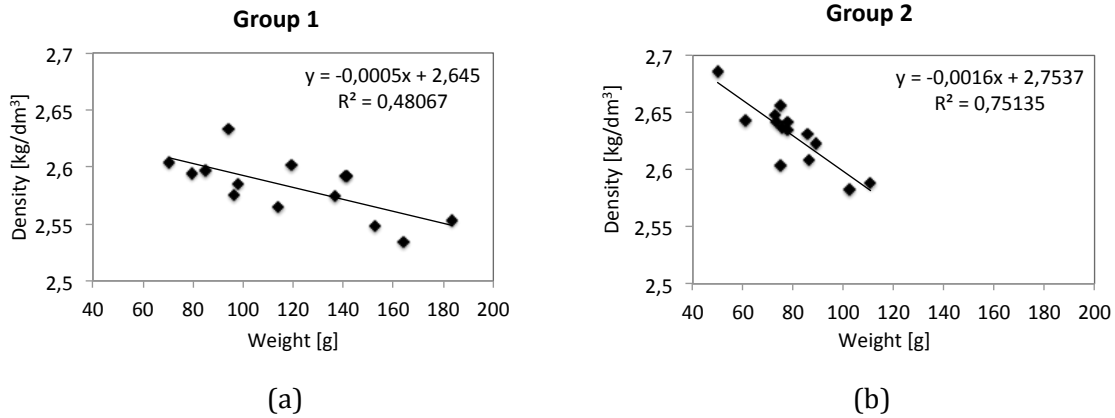 Group 1
2,7
2,65
2,6
2,55
2,5
Density [kg/dm³]
y = -0,0005x + 2,645
R² = 0,48067
40 60 80 100 120 140 160 180 200
Weight [g]
(a)
Group 2
2,7
2,65
2,6
2,55
2,5
Density [kg/dm³]
y = -0,0016x + 2,7537
R² = 0,75135
40 60 80 100 120 140 160 180 200
Weight [g]
(b)